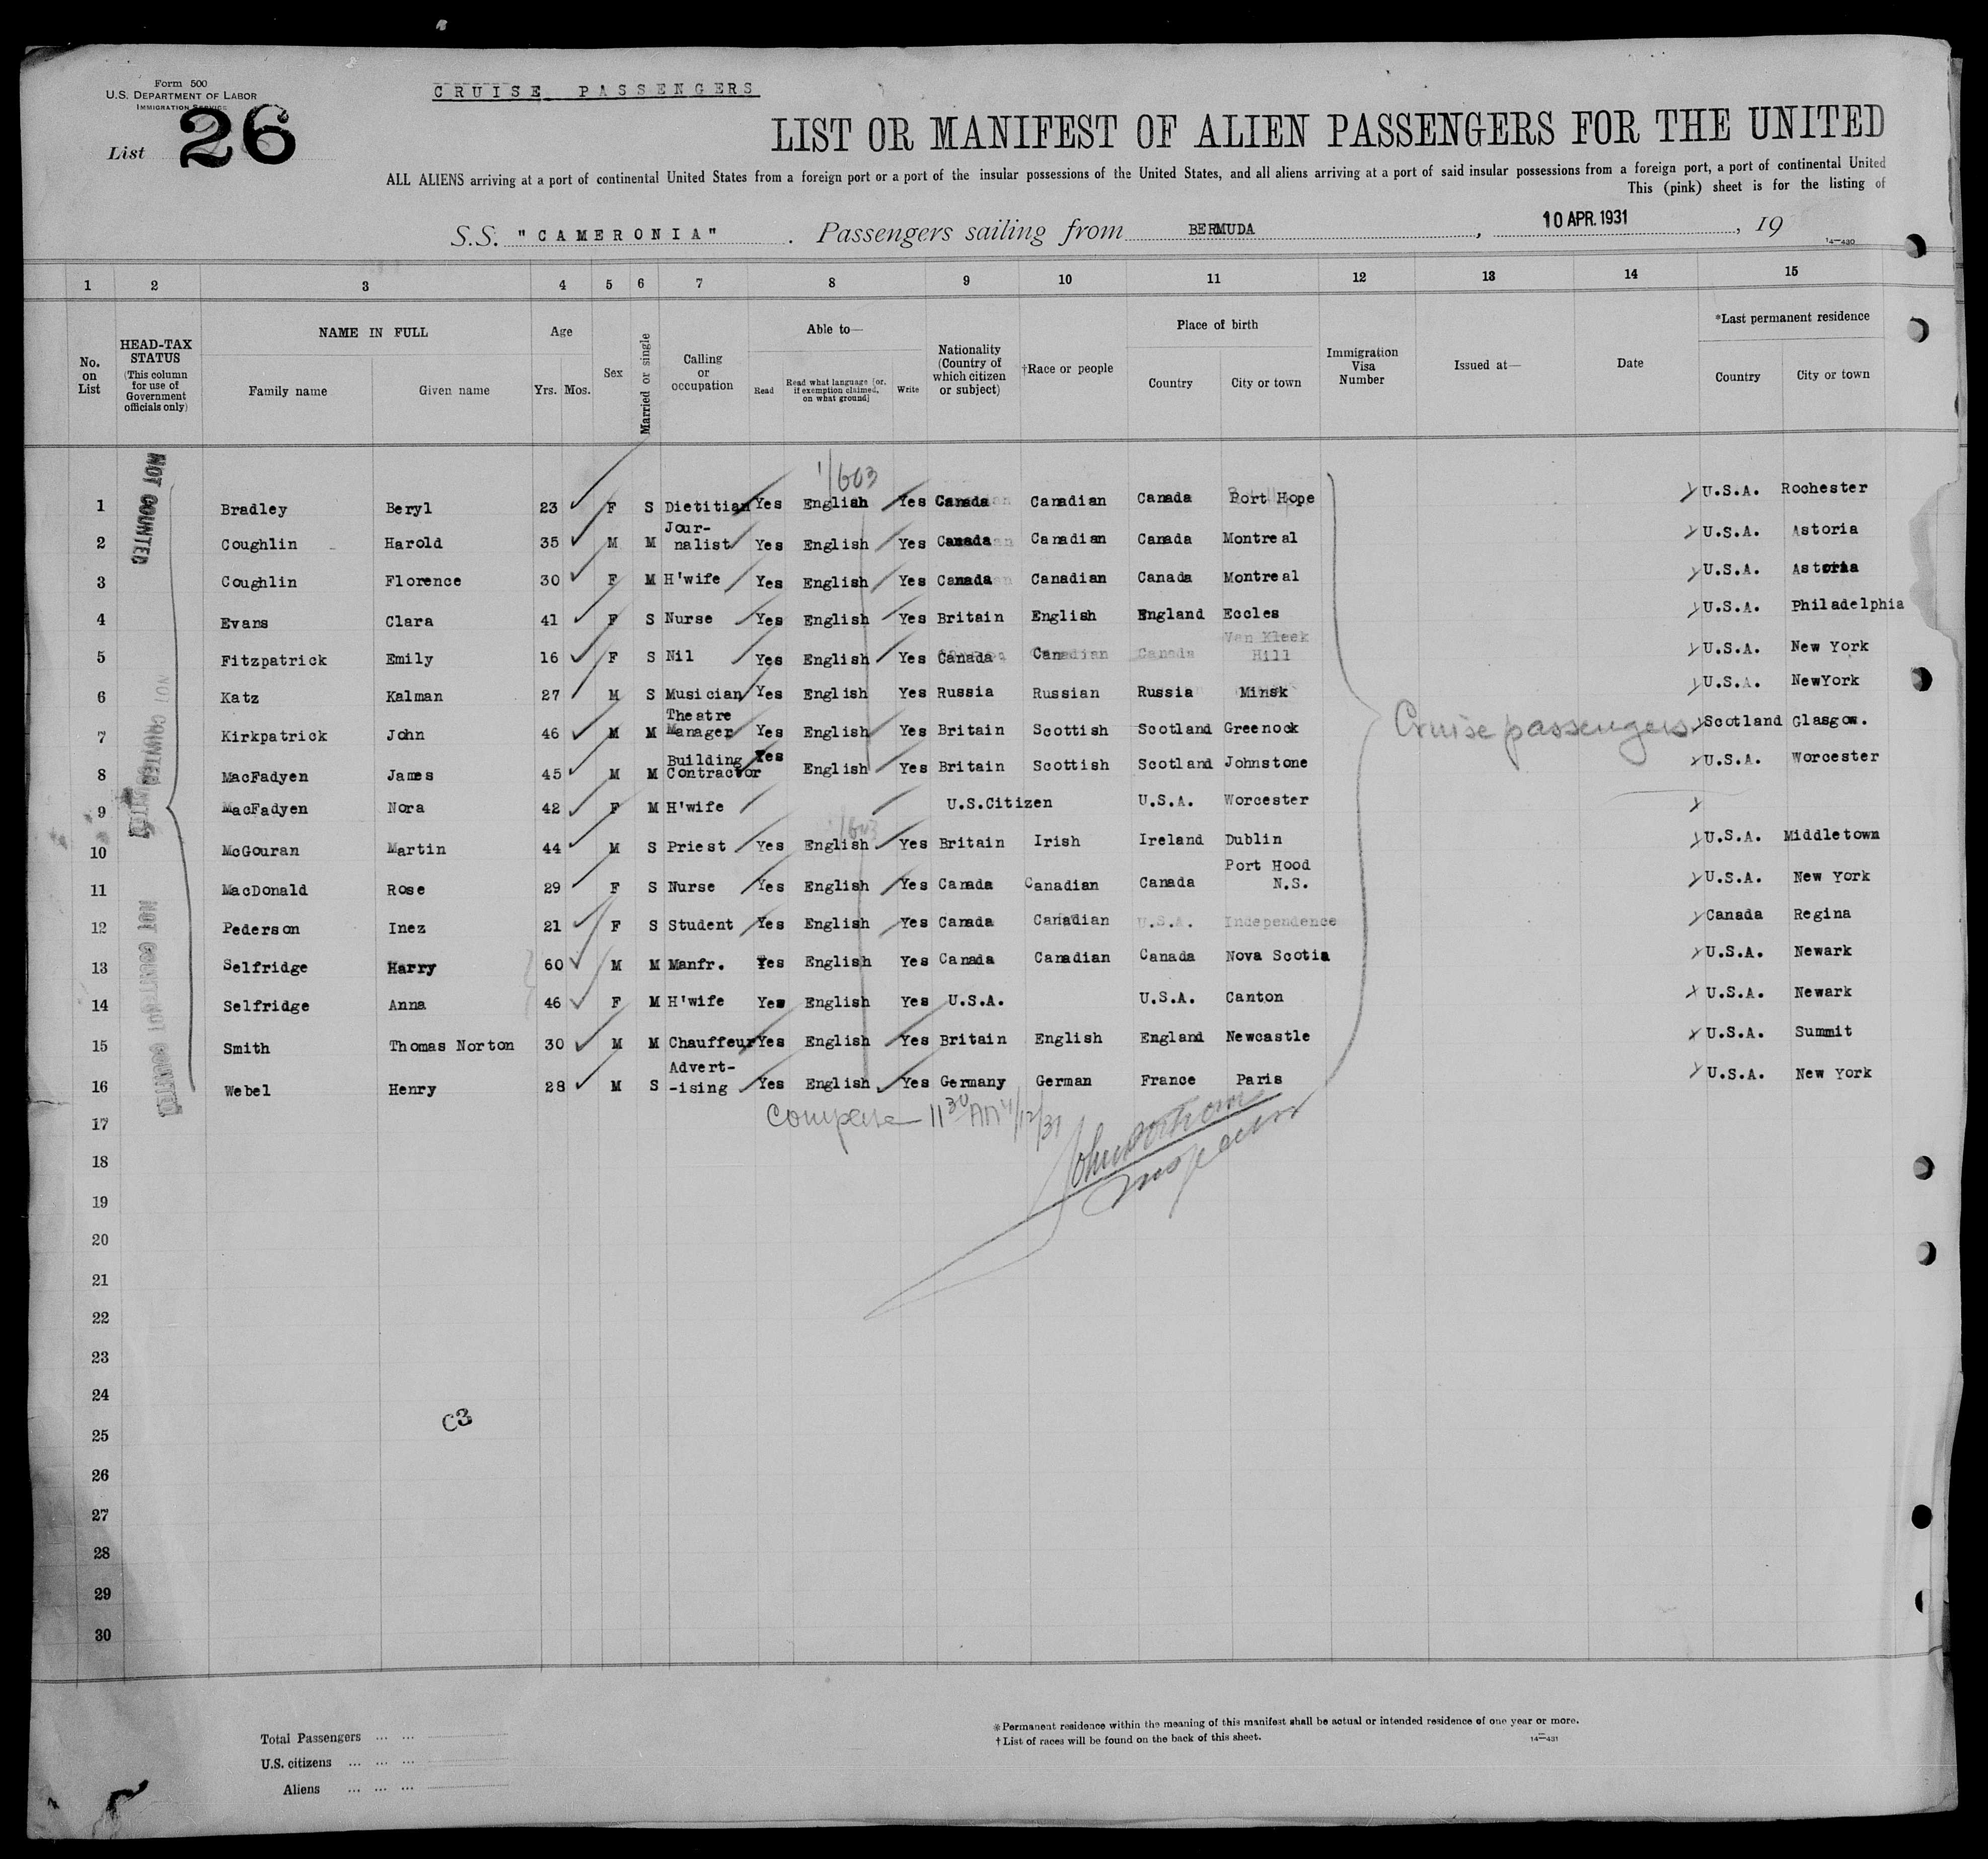 Form 500
U.S. DEPARTMENT OF LABOR
IMMIGRATION SERVICE
CRUISE PASSENGERS
List 26
LIST OR MANIFEST OF ALIEN PASSENGERS FOR THE UNITED
ALL ALIENS arriving at a port of continental United States from a foreign port or a port of the insular possessions of the United States, and all aliens arriving at a port of said insular possessions from a foreign port, a port of continental United
This (pink) sheet is for the listing of
S.S. "CAMERONIA". Passengers sailing from BERMUDA, 10 APR. 1931, 19
14—430
1 2 3 4 5 6 7 8 9 10 11 12 13 14 15
No. on List
HEAD-TAX STATUS (This column for use of Government officials only)
NAME IN FULL Family name Given name
Age Yrs. Mos.
Sex
Married or single
Calling or occupation
Able to— Read Read what language [or, if exemption claimed, on what ground] Write
Nationality (Country of which citizen or subject)
†Race or people
Place of birth Country City or town
Immigration Visa Number
Issued at—
Date
*Last permanent residence Country City or town
NOT COUNTED
1/603
1 Bradley Beryl 23 F S Dietitian Yes English Yes Canada Canadian Canada Port Hope U.S.A. Rochester
2 Coughlin Harold 35 M M Jour-nalist Yes English Yes Canada Canadian Canada Montreal U.S.A. Astoria
3 Coughlin Florence 30 F M H'wife Yes English Yes Canada Canadian Canada Montreal U.S.A. Astoria
4 Evans Clara 41 F S Nurse Yes English Yes Britain English England Eccles U.S.A. Philadelphia
5 Fitzpatrick Emily 16 F S Nil Yes English Yes Canada Canadian Canada Van Kleek Hill U.S.A. New York
6 Katz Kalman 27 M S Musician Yes English Yes Russia Russian Russia Minsk U.S.A. NewYork
NOT COUNTED
7 Kirkpatrick John 46 M M Theatre Manager Yes English Yes Britain Scottish Scotland Greenock Scotland Glasgow.
Cruise passengers
8 MacFadyen James 45 M M Building Contractor Yes English Yes Britain Scottish Scotland Johnstone U.S.A. Worcester
9 MacFadyen Nora 42 F M H'wife U.S.Citizen U.S.A. Worcester
1/603
10 McGouran Martin 44 M S Priest Yes English Yes Britain Irish Ireland Dublin U.S.A. Middletown
11 MacDonald Rose 29 F S Nurse Yes English Yes Canada Canadian Canada Port Hood N.S. U.S.A. New York
12 Pederson Inez 21 F S Student Yes English Yes Canada Canadian U.S.A. Independence Canada Regina
NOT COUNTED
13 Selfridge Harry 60 M M Manfr. Yes English Yes Canada Canadian Canada Nova Scotia U.S.A. Newark
14 Selfridge Anna 46 F M H'wife Yes English Yes U.S.A. U.S.A. Canton U.S.A. Newark
NOT COUNTED
15 Smith Thomas Norton 30 M M Chauffeur Yes English Yes Britain English England Newcastle U.S.A. Summit
16 Webel Henry 28 M S Advert--ising Yes English Yes Germany German France Paris U.S.A. New York
17
11 30 AM 4/12/31
18
Inspector
19
20
21
22
23
24
25
C3
26
27
28
29
30
Total Passengers
U.S. citizens
Aliens
*Permanent residence within the meaning of this manifest shall be actual or intended residence of one year or more.
†List of races will be found on the back of this sheet.
14—431